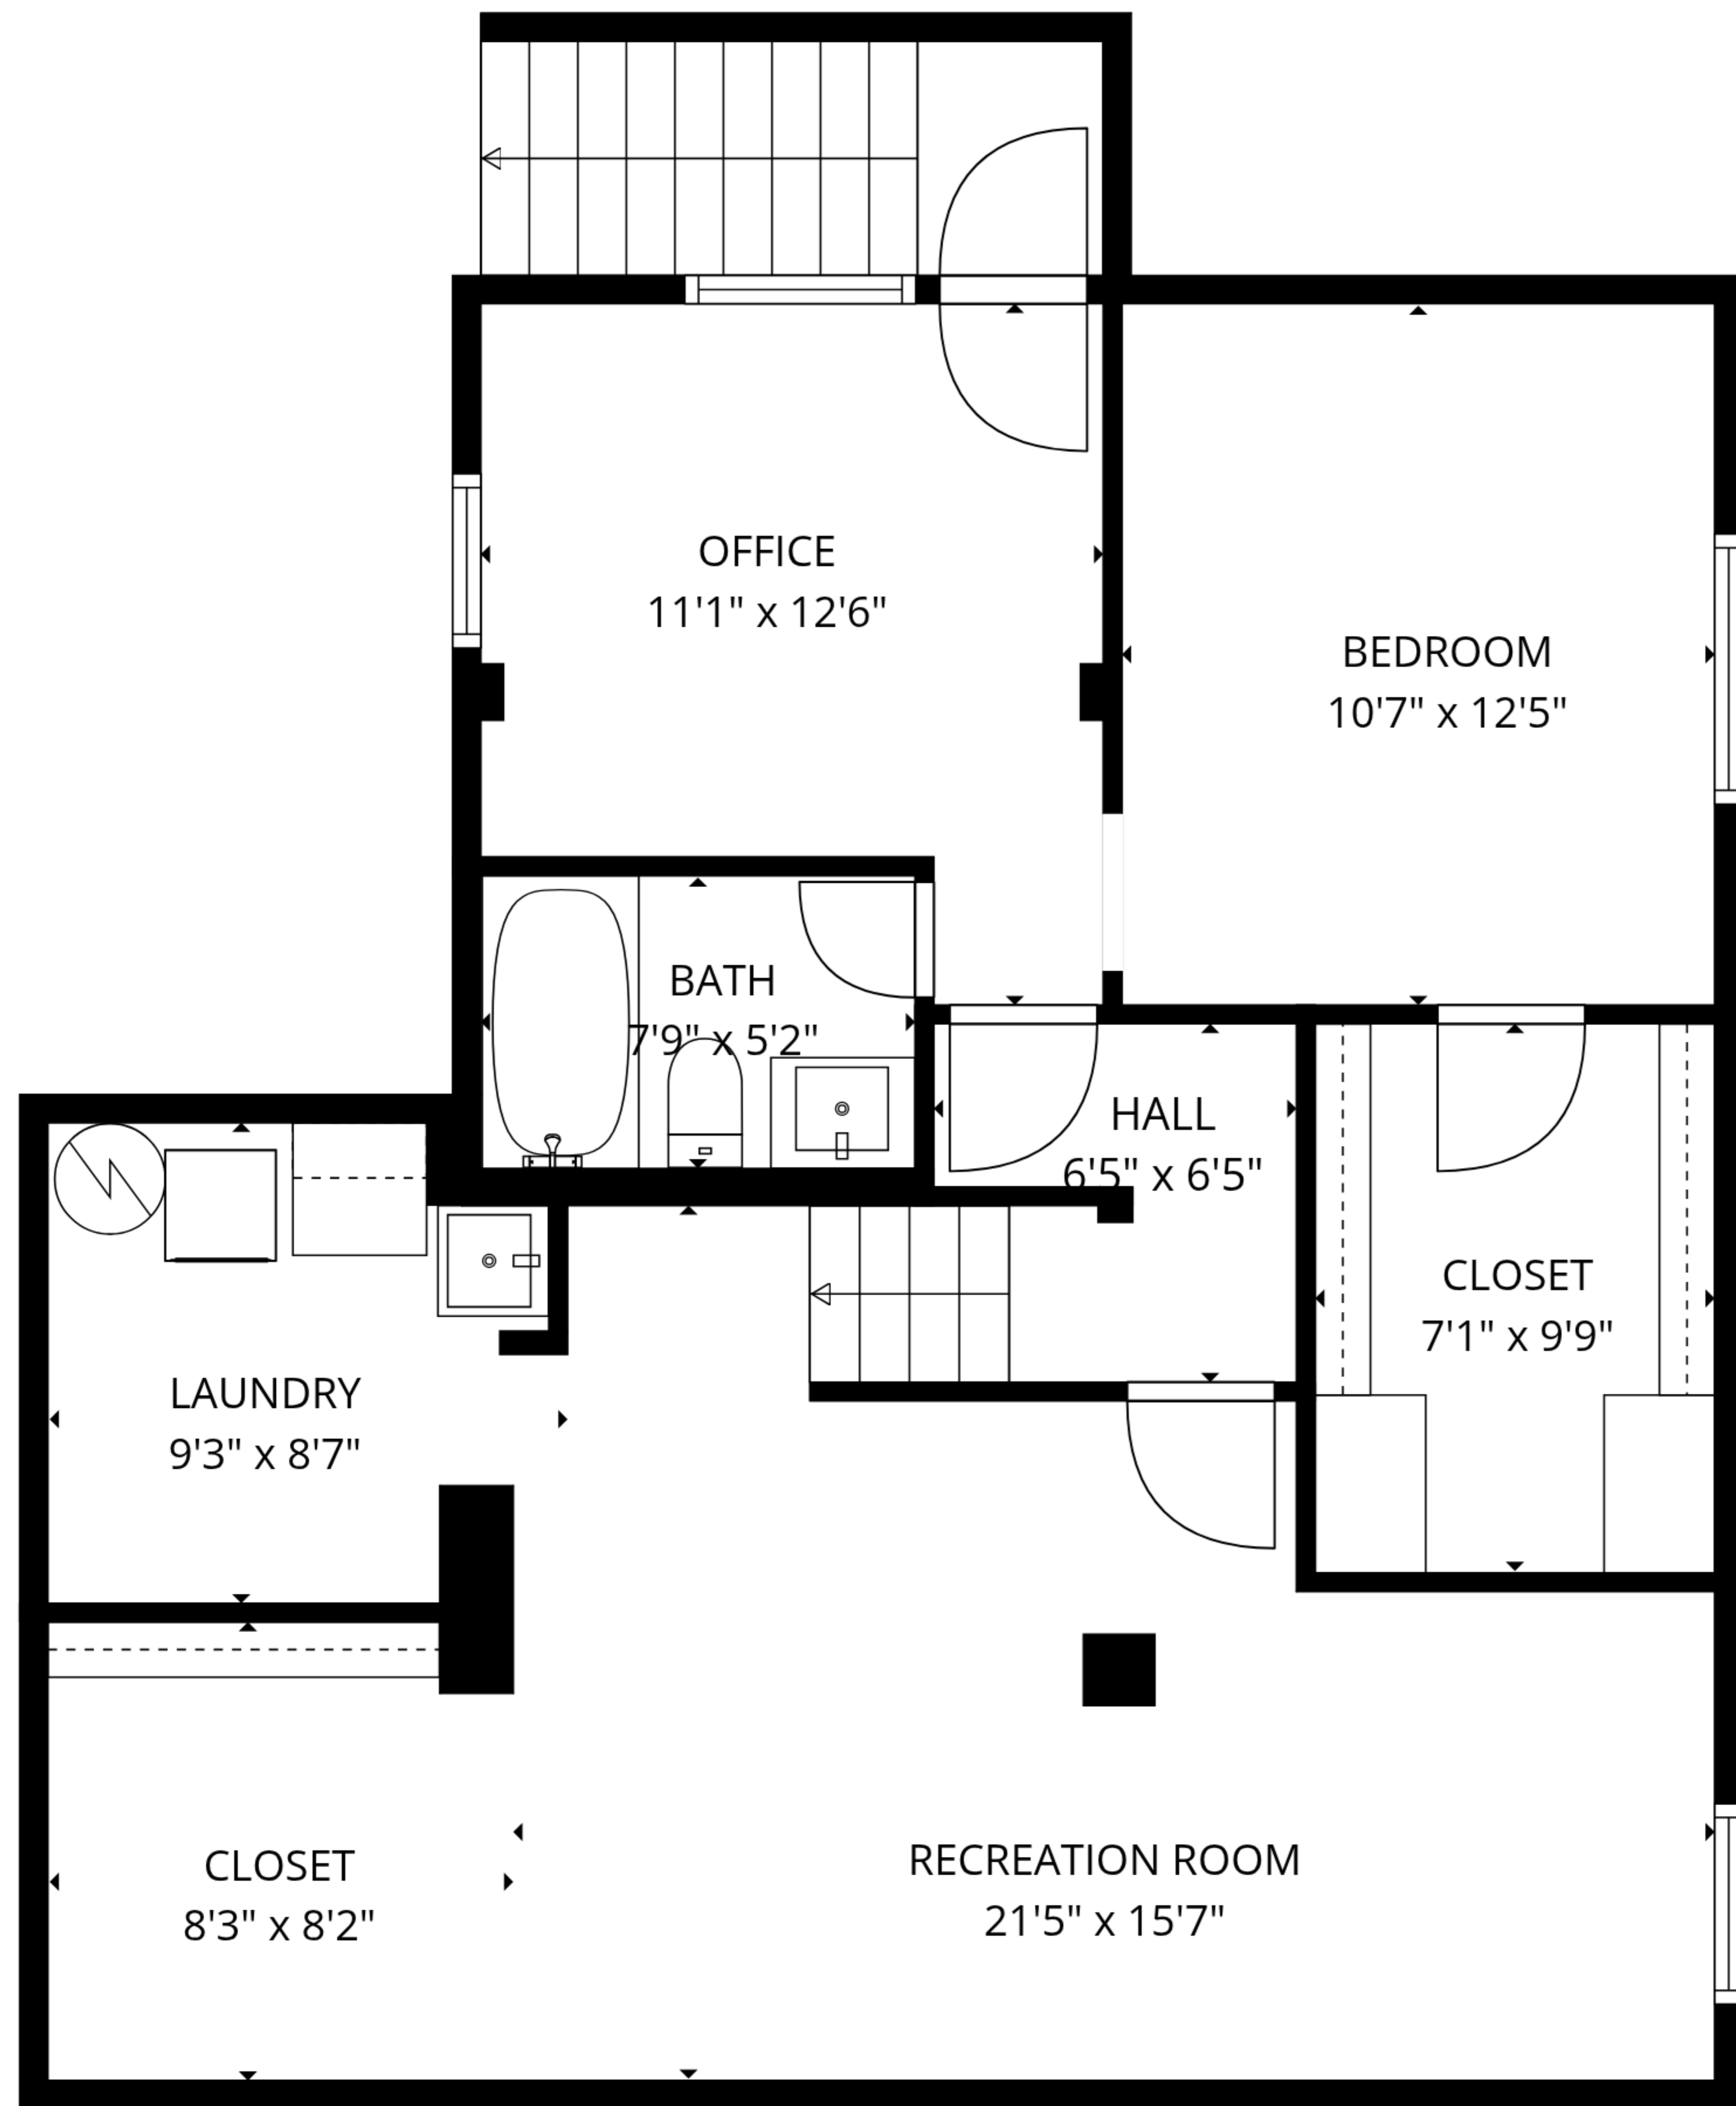 OFFICE
11'1" x 12'6"
BEDROOM
10'7" x 12'5"
BATH
7'9" x 5'2"
HALL
6'5" x 6'5"
CLOSET
7'1" x 9'9"
LAUNDRY
9'3" x 8'7"
CLOSET
8'3" x 8'2"
RECREATION ROOM
21'5" x 15'7"